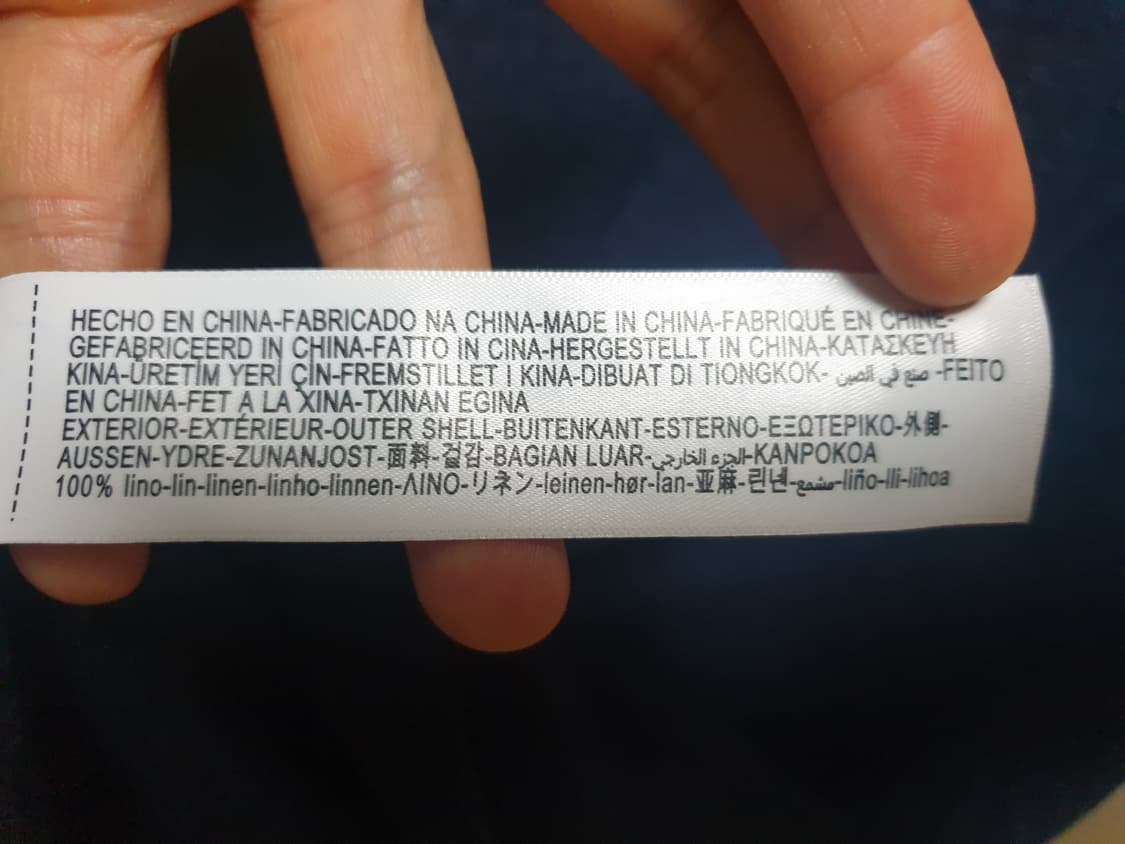 HECHO EN CHINA-FABRICADO NA CHINA-MADE IN CHINA-FABRIQUÉ EN CHINE-
GEFABRICEERD IN CHINA-FATTO IN CINA-HERGESTELLT IN CHINA-ΚΑΤΑΣΚΕΥΗ
KINA-ÜRETİM YERİ ÇİN-FREMSTILLET I KINA-DIBUAT DI TIONGKOK- صنع في الصين -FEITO
EN CHINA-FET A LA XINA-TXINAN EGINA
EXTERIOR-EXTÉRIEUR-OUTER SHELL-BUITENKANT-ESTERNO-ΕΞΩΤΕΡΙΚΟ-外側-
AUSSEN-YDRE-ZUNANJOST-面料-겉감-BAGIAN LUAR-الجزء الخارجي-KANPOKOA
100% lino-lin-linen-linho-linnen-ΛΙΝΟ-リネン-leinen-hør-lan-亚麻-린넨-مشمع-liño-lli-lihoa